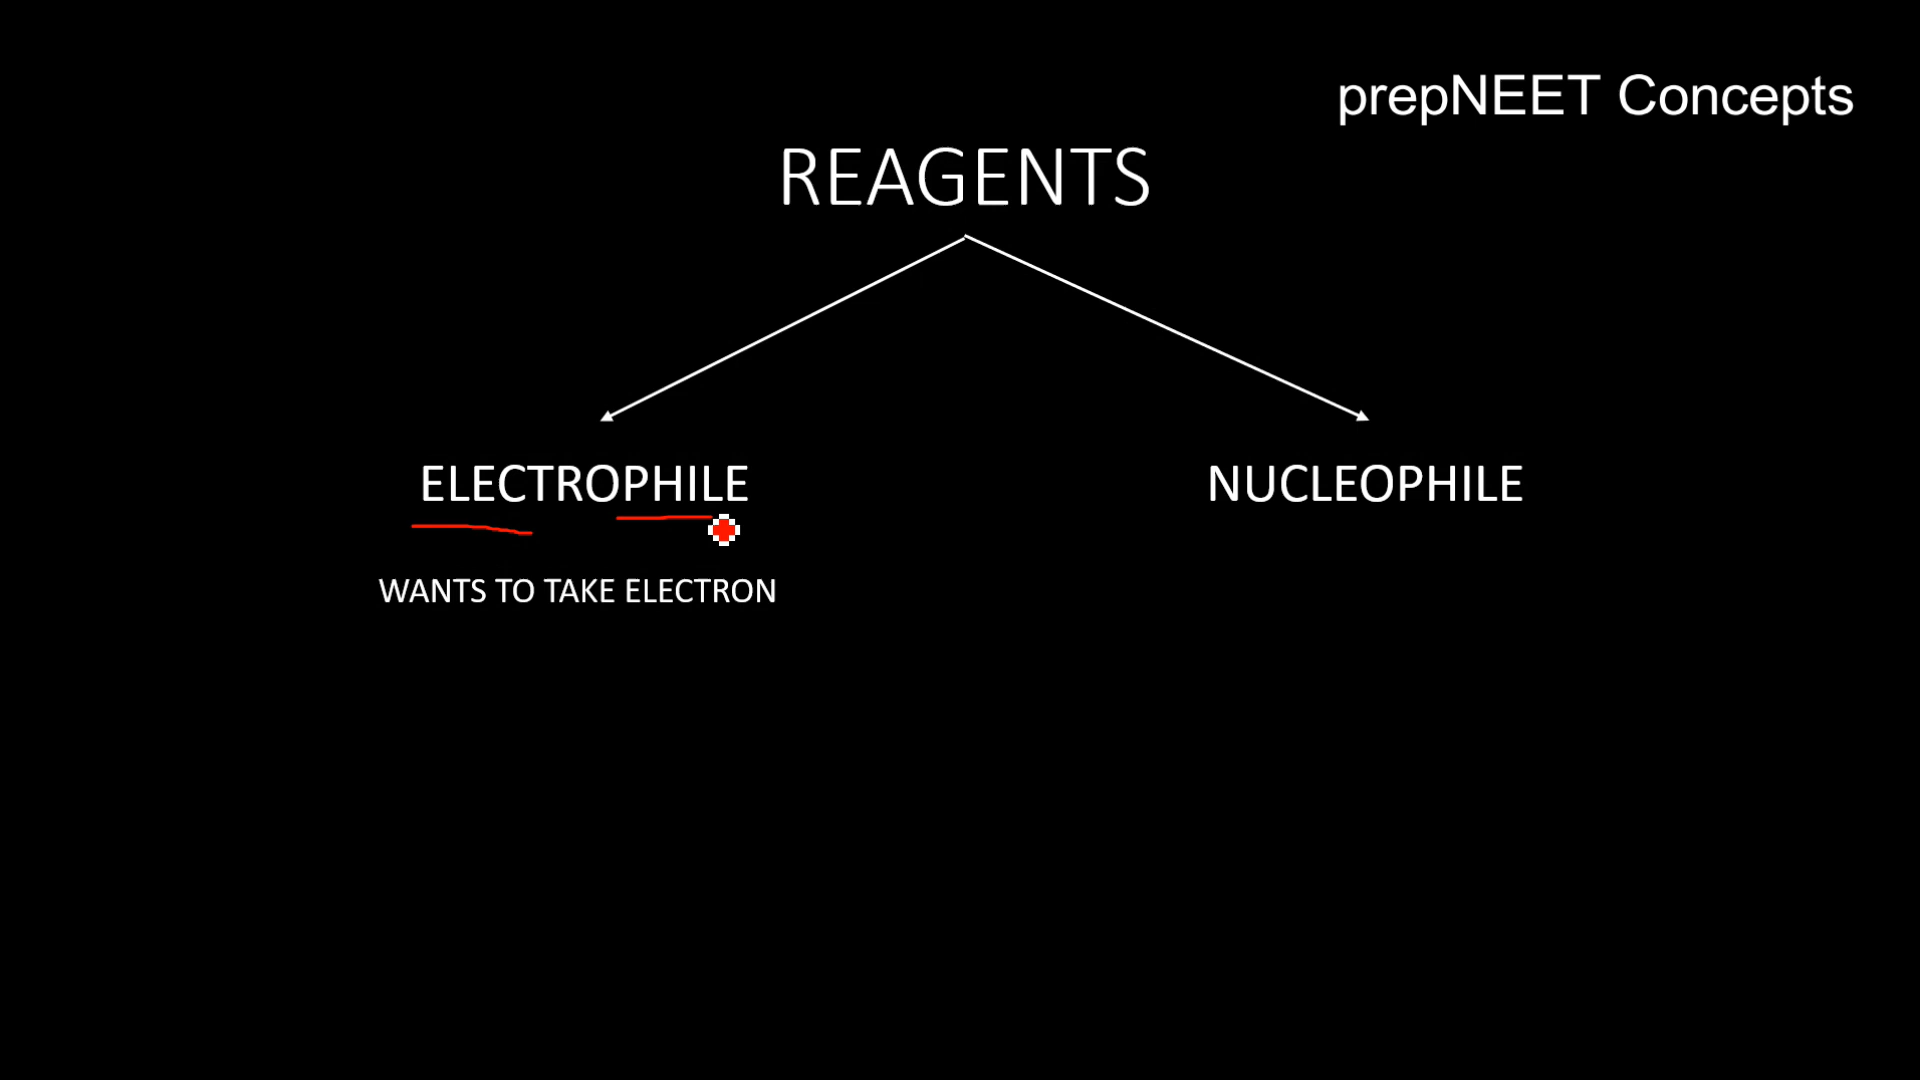 prepNEET Concepts
REAGENTS
ELECTROPHILE
NUCLEOPHILE
WANTS TO TAKE ELECTRON